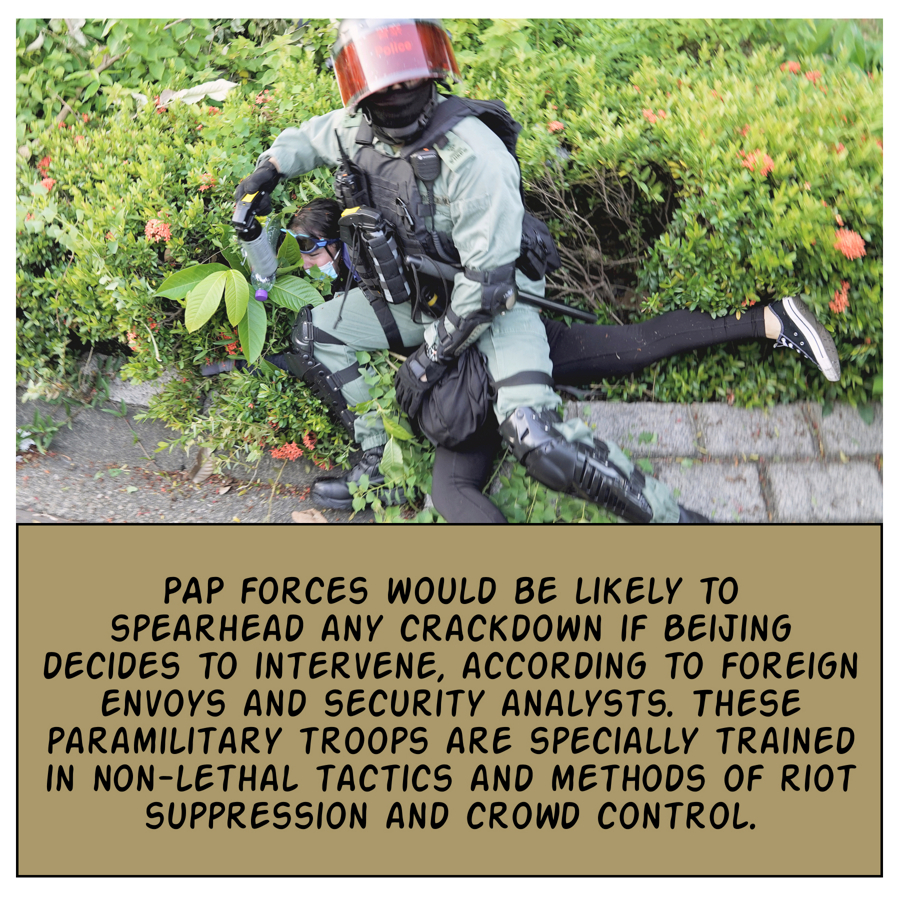 Police
PAP FORCES WOULD BE LIKELY TO
SPEARHEAD ANY CRACKDOWN IF BEIJING
DECIDES TO INTERVENE, ACCORDING TO FOREIGN
ENVOYS AND SECURITY ANALYSTS. THESE
PARAMILITARY TROOPS ARE SPECIALLY TRAINED
IN NON-LETHAL TACTICS AND METHODS OF RIOT
SUPPRESSION AND CROWD CONTROL.